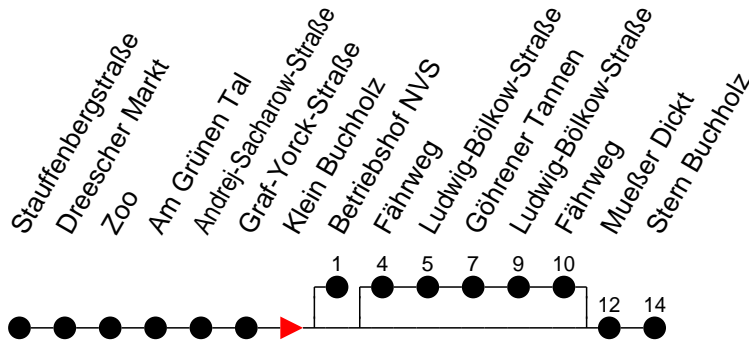 Stauffenbergstraße
Dreescher Markt
Zoo
Am Grünen Tal
Andrej-Sacharow-Straße
Graf-Yorck-Straße
Klein Buchholz
Betriebshof NVS
Fährweg
Ludwig-Bölkow-Straße
Göhrener Tannen
Ludwig-Bölkow-Straße
Fährweg
Mueßer Dickt
Stern Buchholz
1 4 5 7 9 10
12 14